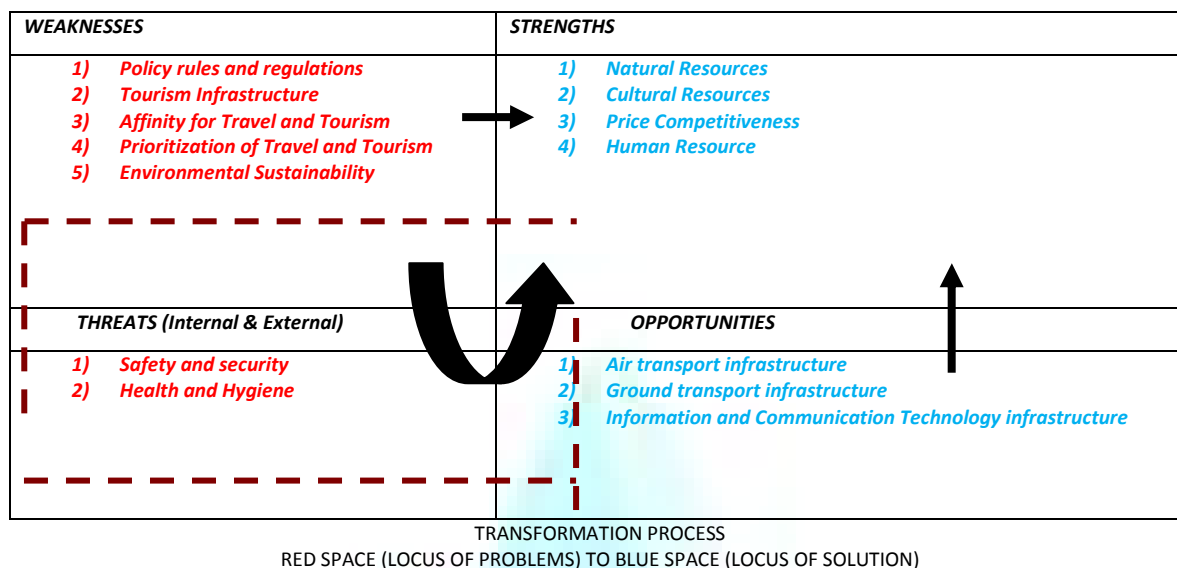 WEAKNESSES
1) Policy rules and regulations
2) Tourism Infrastructure
3) Affinity for Travel and Tourism
4) Prioritization of Travel and Tourism
5) Environmental Sustainability
STRENGTHS
1) Natural Resources
2) Cultural Resources
3) Price Competitiveness
4) Human Resource
THREATS (Internal & External)
1) Safety and security
2) Health and Hygiene
OPPORTUNITIES
1) Air transport infrastructure
2) Ground transport infrastructure
3) Information and Communication Technology infrastructure
TRANSFORMATION PROCESS
RED SPACE (LOCUS OF PROBLEMS) TO BLUE SPACE (LOCUS OF SOLUTION)